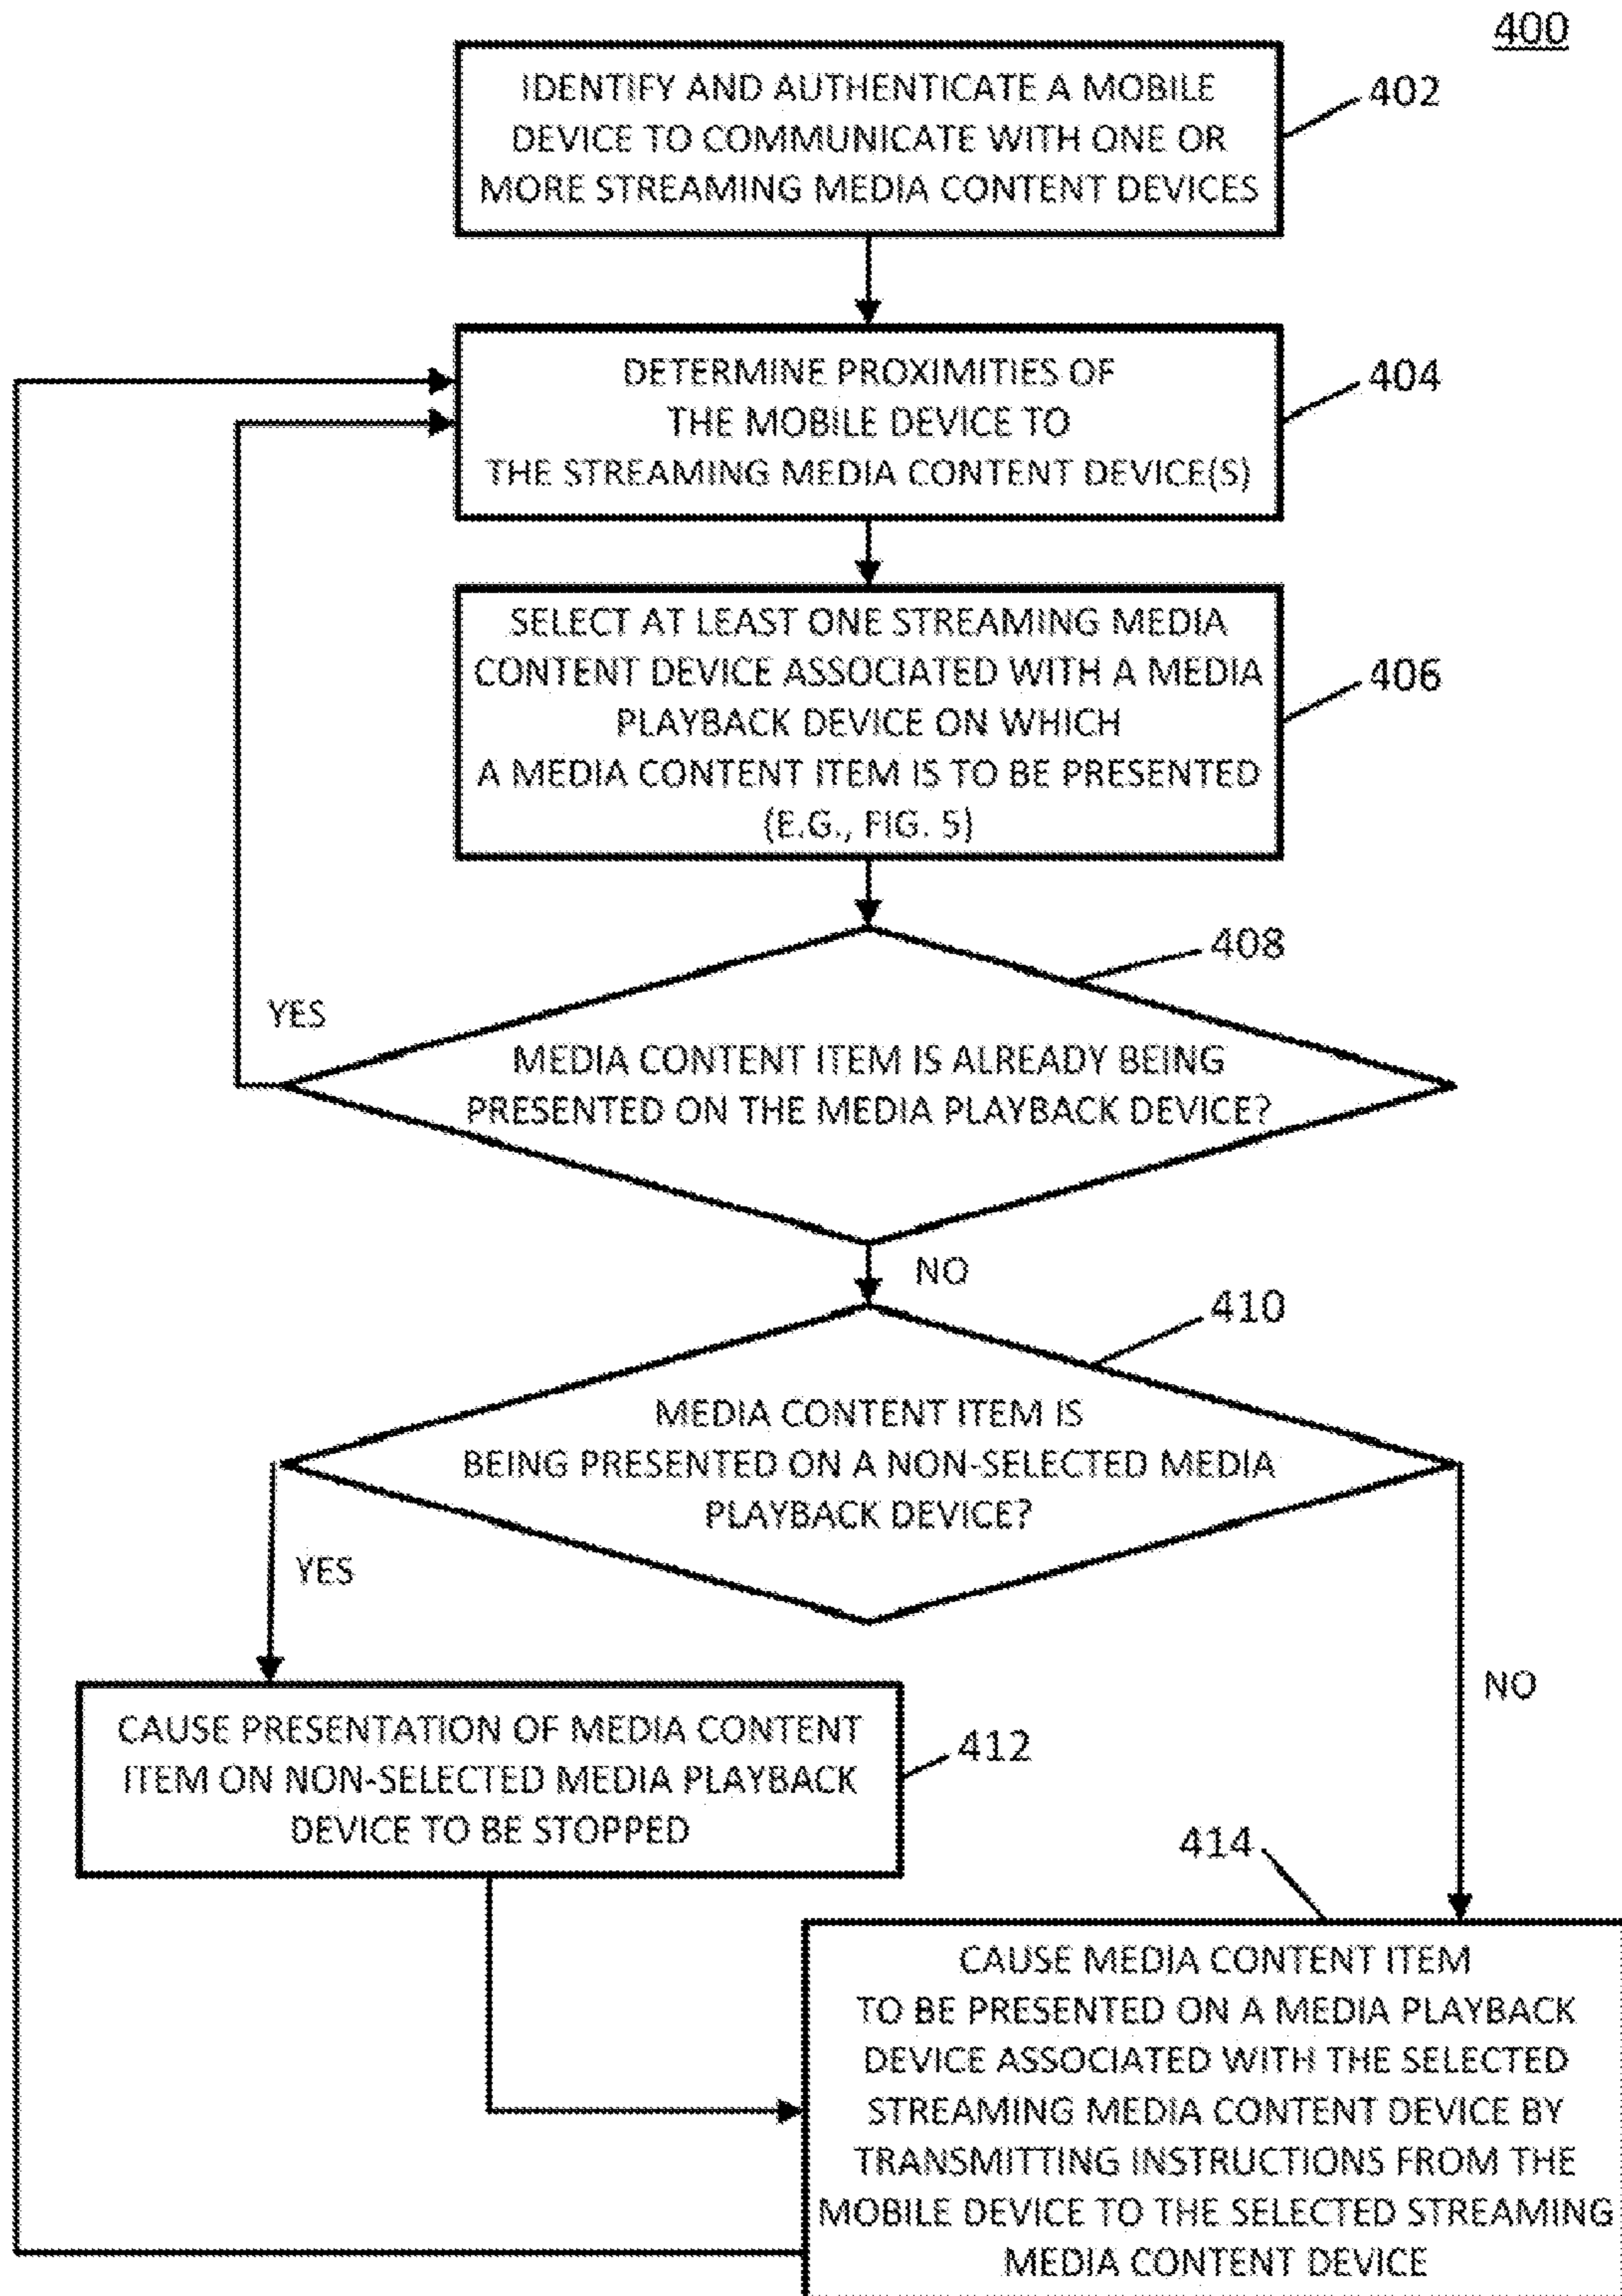 400
IDENTIFY AND AUTHENTICATE A MOBILE
DEVICE TO COMMUNICATE WITH ONE OR
MORE STREAMING MEDIA CONTENT DEVICES
402
DETERMINE PROXIMITIES OF
THE MOBILE DEVICE TO
THE STREAMING MEDIA CONTENT DEVICE(S)
404
SELECT AT LEAST ONE STREAMING MEDIA
CONTENT DEVICE ASSOCIATED WITH A MEDIA
PLAYBACK DEVICE ON WHICH
A MEDIA CONTENT ITEM IS TO BE PRESENTED
(E.G., FIG. 5)
406
408
YES
MEDIA CONTENT ITEM IS ALREADY BEING
PRESENTED ON THE MEDIA PLAYBACK DEVICE?
NO
410
MEDIA CONTENT ITEM IS
BEING PRESENTED ON A NON-SELECTED MEDIA
PLAYBACK DEVICE?
YES
NO
CAUSE PRESENTATION OF MEDIA CONTENT
ITEM ON NON-SELECTED MEDIA PLAYBACK
DEVICE TO BE STOPPED
412
414
CAUSE MEDIA CONTENT ITEM
TO BE PRESENTED ON A MEDIA PLAYBACK
DEVICE ASSOCIATED WITH THE SELECTED
STREAMING MEDIA CONTENT DEVICE BY
TRANSMITTING INSTRUCTIONS FROM THE
MOBILE DEVICE TO THE SELECTED STREAMING
MEDIA CONTENT DEVICE